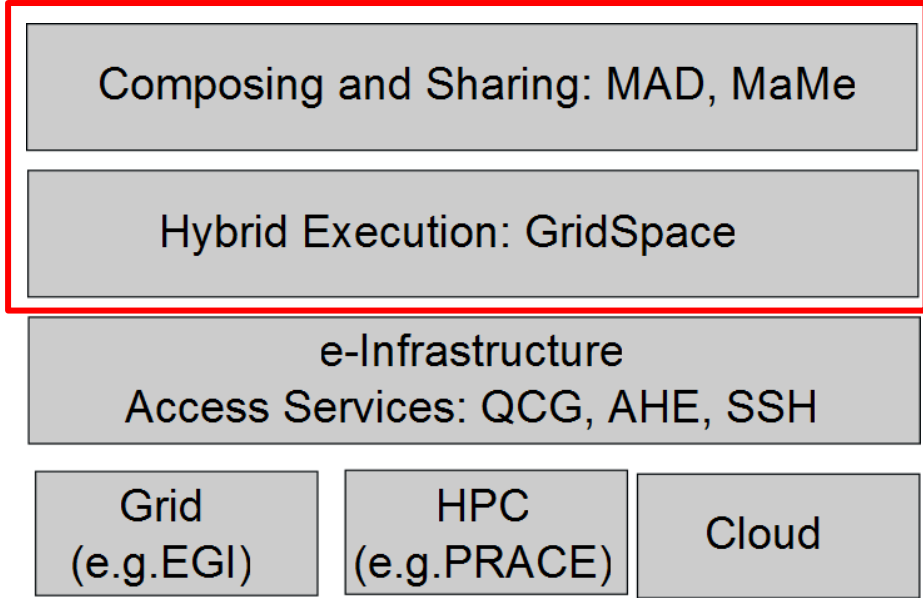 Composing and Sharing: MAD, MaMe
Hybrid Execution: GridSpace
e-Infrastructure
Access Services: QCG, AHE, SSH
Grid
(e.g.EGI)
HPC
(e.g.PRACE)
Cloud